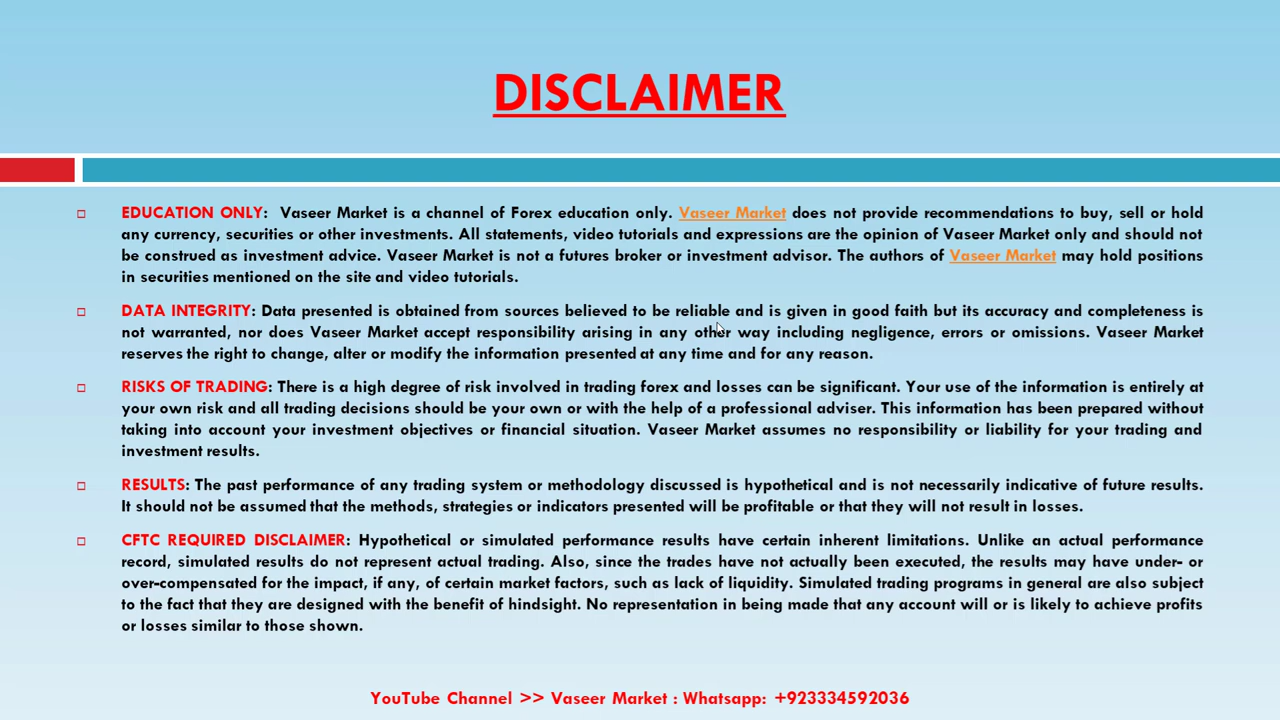 DISCLAIMER
EDUCATION ONLY: Vaseer Market is a channel of Forex education only. Vaseer Market does not provide recommendations to buy, sell or hold
any currency, securities or other investments. All statements, video tutorials and expressions are the opinion of Vaseer Market only and should not
be construed as investment advice. Vaseer Market is not a futures broker or investment advisor. The authors of Vaseer Market may hold positions
in securities mentioned on the site and video tutorials.
DATA INTEGRITY: Data presented is obtained from sources believed to be reliable and is given in good faith but its accuracy and completeness is
not warranted, nor does Vaseer Market accept responsibility arising in any other way including negligence, errors or omissions. Vaseer Market
reserves the right to change, alter or modify the information presented at any time and for any reason.
RISKS OF TRADING: There is a high degree of risk involved in trading forex and losses can be significant. Your use of the information is entirely at
your own risk and all trading decisions should be your own or with the help of a professional adviser. This information has been prepared without
taking into account your investment objectives or financial situation. Vaseer Market assumes no responsibility or liability for your trading and
investment results.
RESULTS: The past performance of any trading system or methodology discussed is hypothetical and is not necessarily indicative of future results.
It should not be assumed that the methods, strategies or indicators presented will be profitable or that they will not result in losses.
CFTC REQUIRED DISCLAIMER: Hypothetical or simulated performance results have certain inherent limitations. Unlike an actual performance
record, simulated results do not represent actual trading. Also, since the trades have not actually been executed, the results may have under- or
over-compensated for the impact, if any, of certain market factors, such as lack of liquidity. Simulated trading programs in general are also subject
to the fact that they are designed with the benefit of hindsight. No representation in being made that any account will or is likely to achieve profits
or losses similar to those shown.
YouTube Channel >> Vaseer Market : Whatsapp: +923334592036